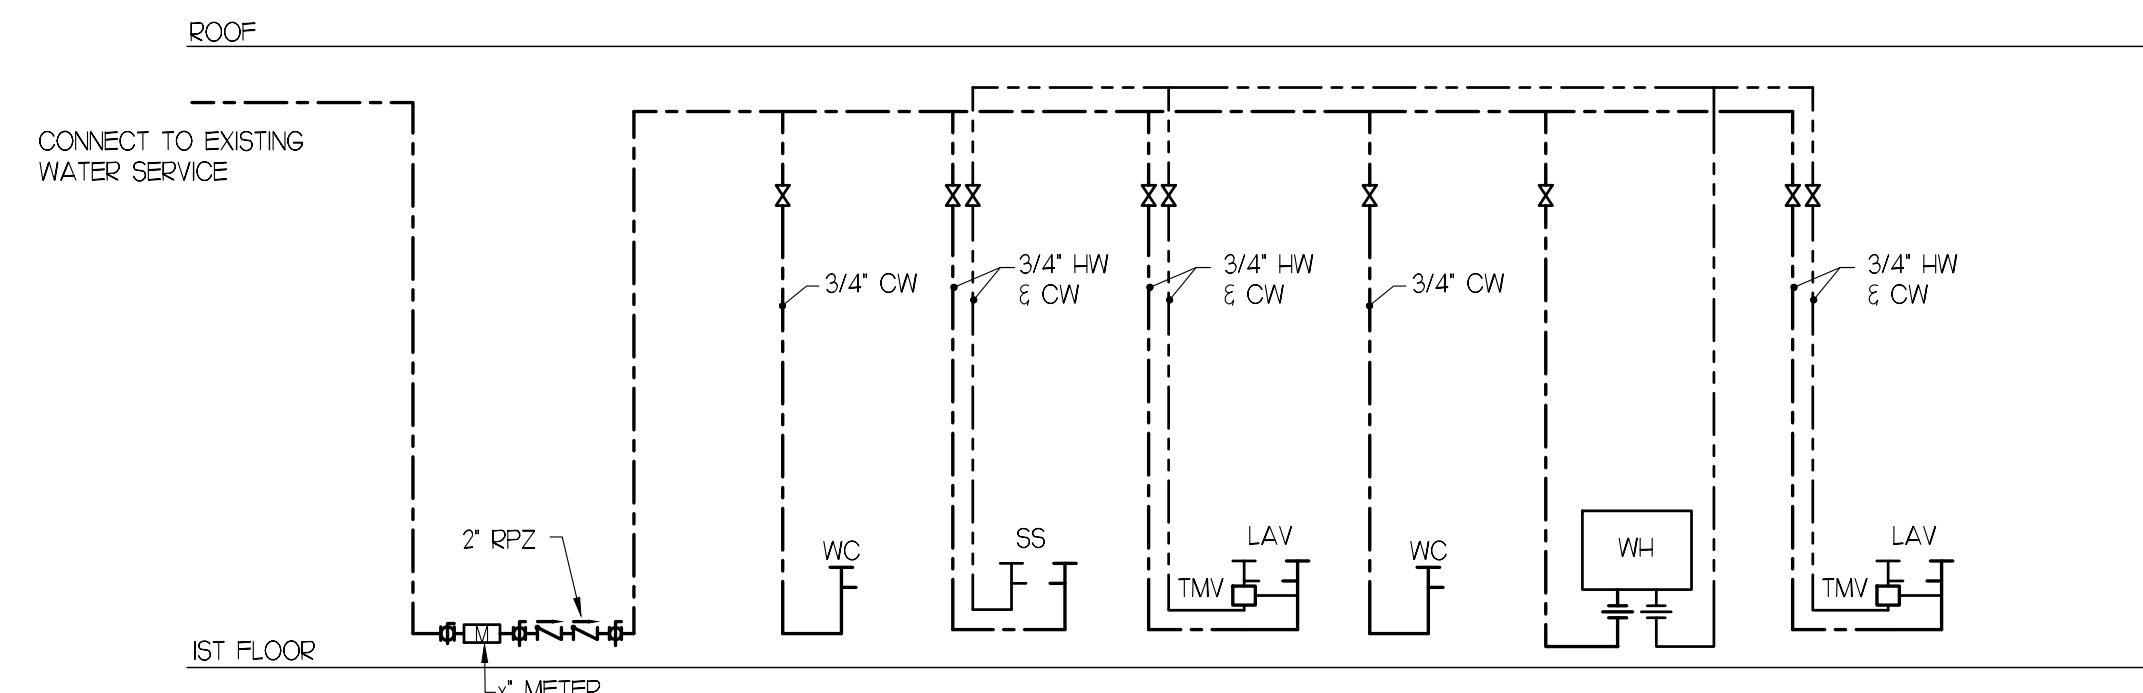 ROOF
CONNECT TO EXISTING
WATER SERVICE
3/4" HW
& CW
3/4" HW
& CW
3/4" HW
& CW
3/4" CW
3/4" CW
2" RPZ
WC
SS
LAV
TMV
WC
WH
LAV
TMV
M
1ST FLOOR
x" METER